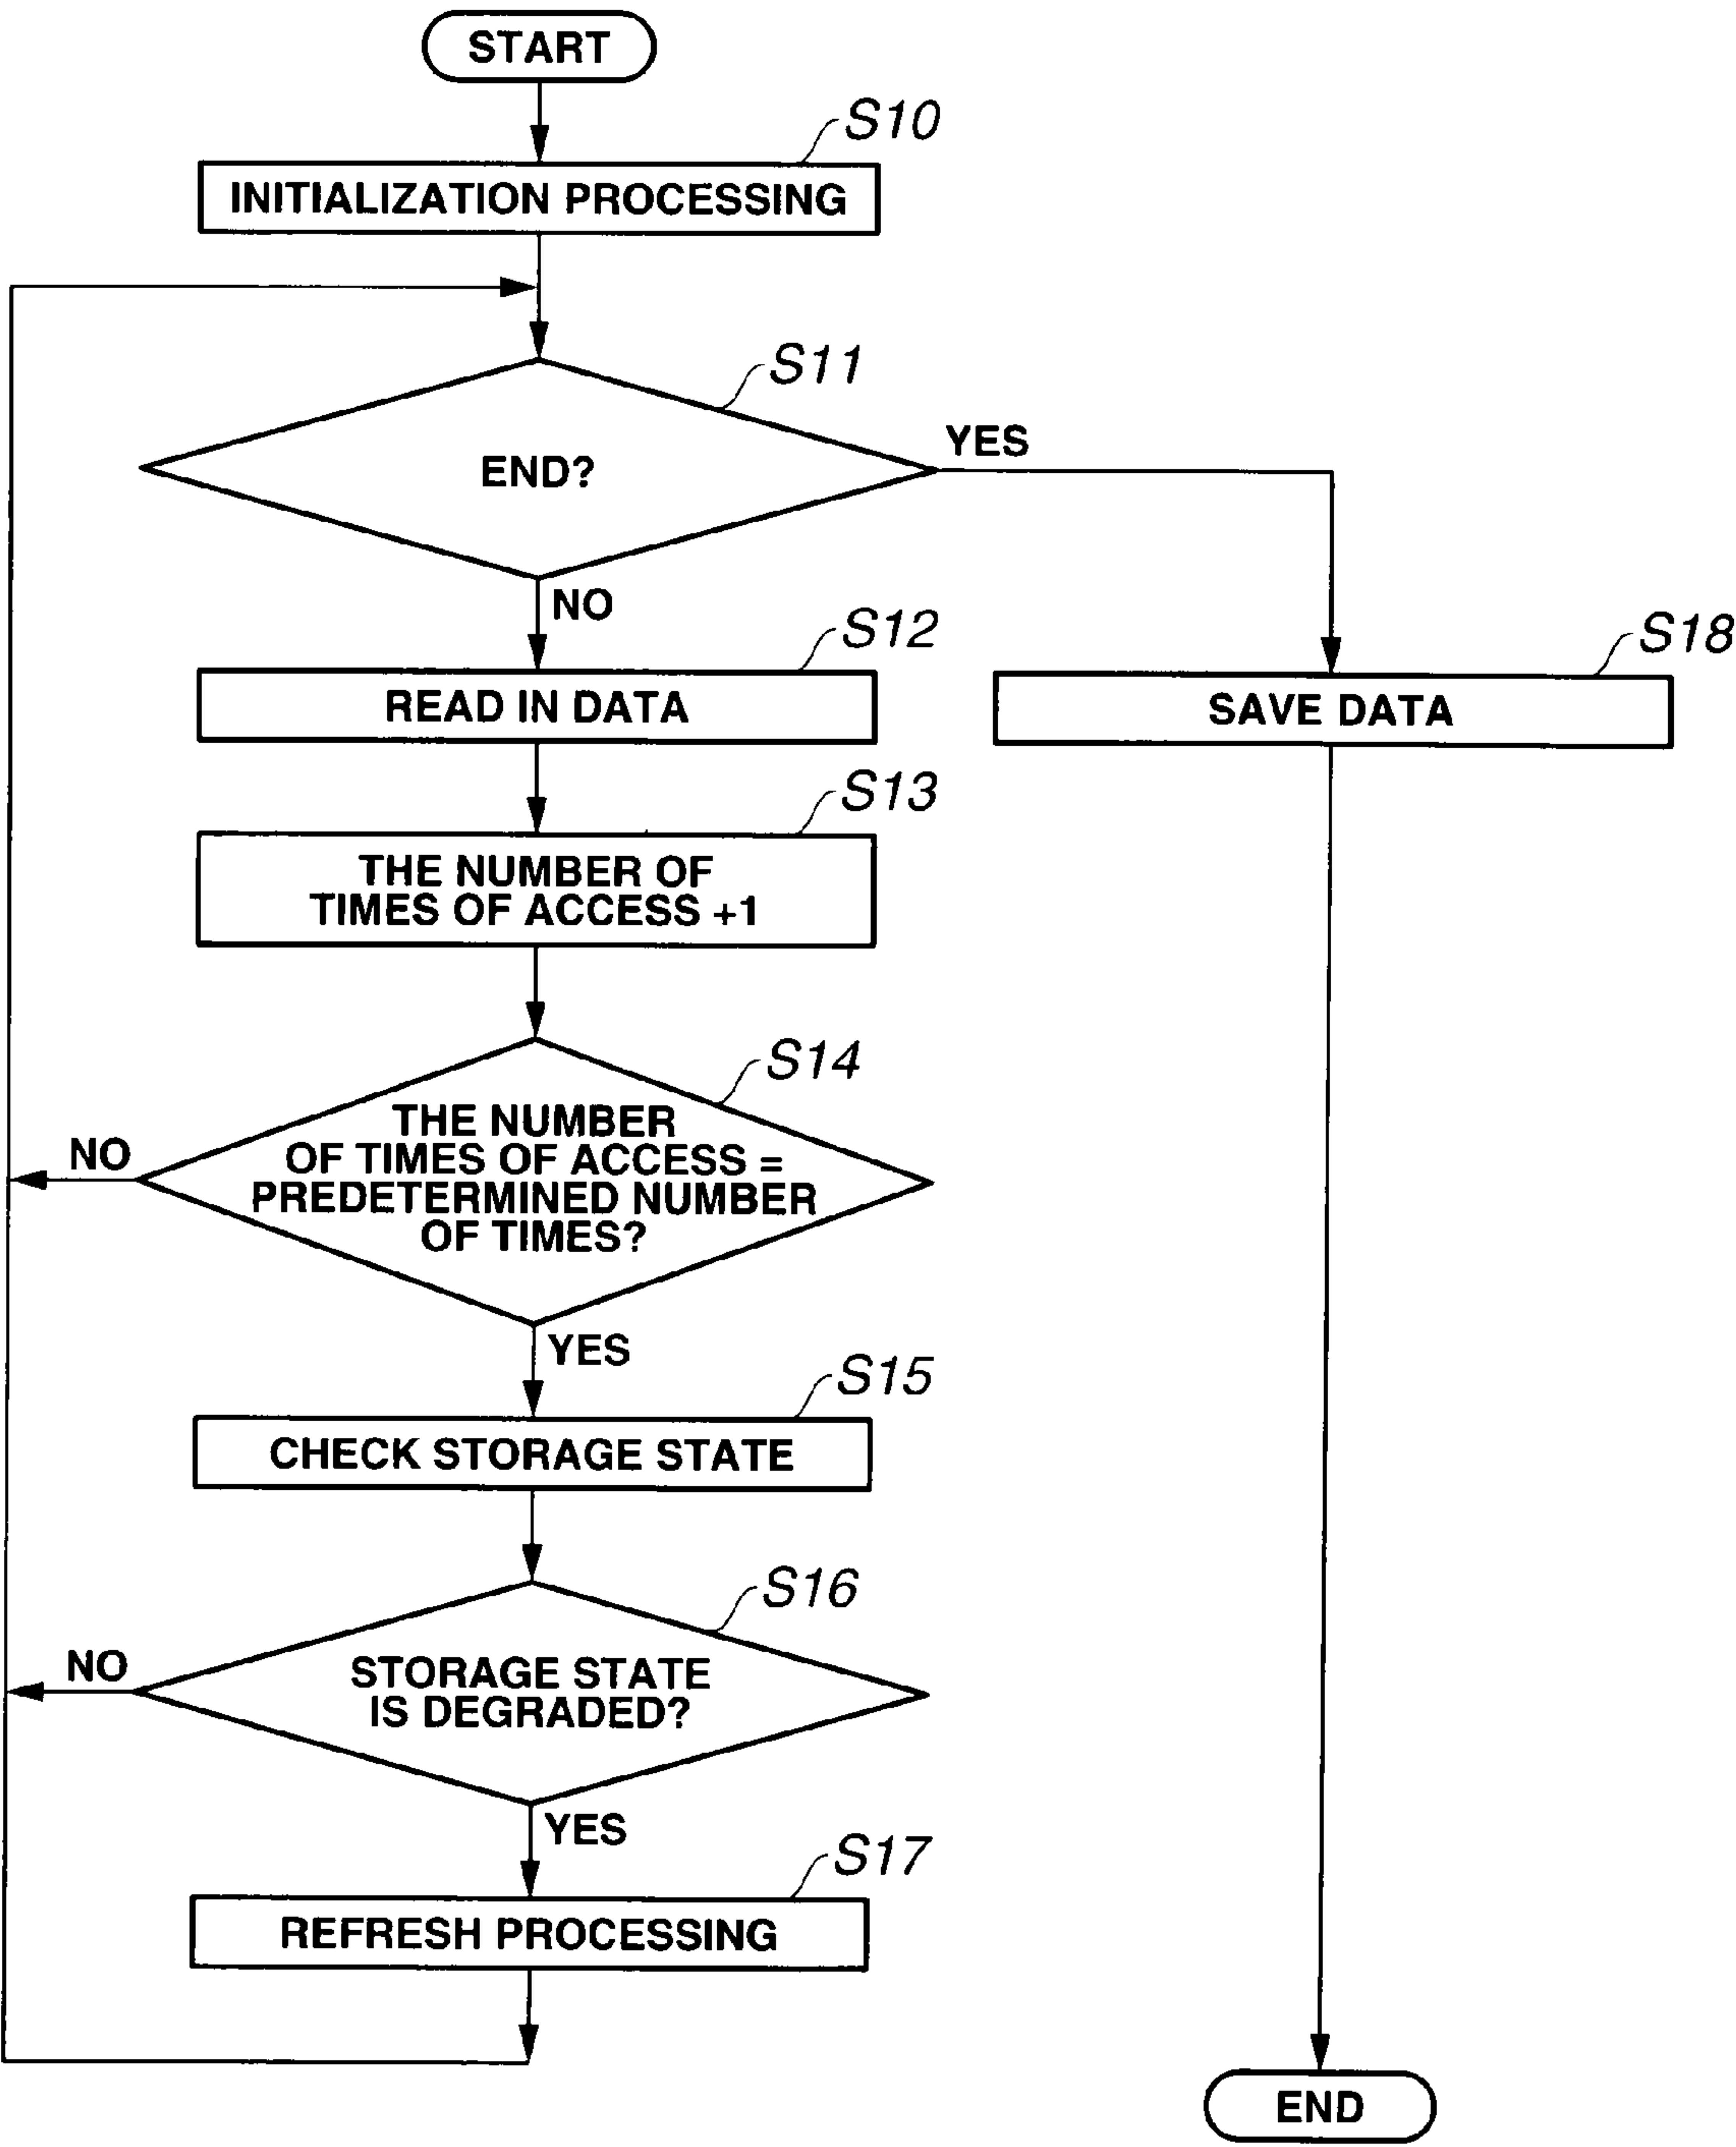 START
S10
INITIALIZATION PROCESSING
S11
END?
YES
NO
S12
READ IN DATA
S18
SAVE DATA
S13
THE NUMBER OF
TIMES OF ACCESS +1
S14
THE NUMBER
OF TIMES OF ACCESS =
PREDETERMINED NUMBER
OF TIMES?
NO
YES
S15
CHECK STORAGE STATE
S16
STORAGE STATE
IS DEGRADED?
NO
YES
S17
REFRESH PROCESSING
END